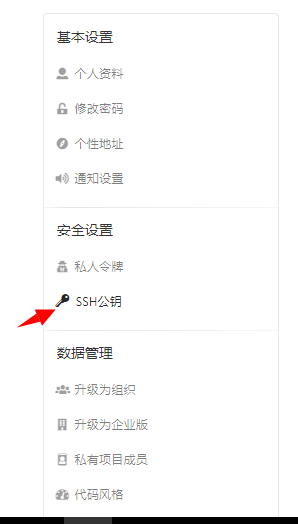 基本设置
个人资料
修改密码
个性地址
通知设置
安全设置
私人令牌
SSH公钥
数据管理
升级为组织
升级为企业版
私有项目成员
代码风格